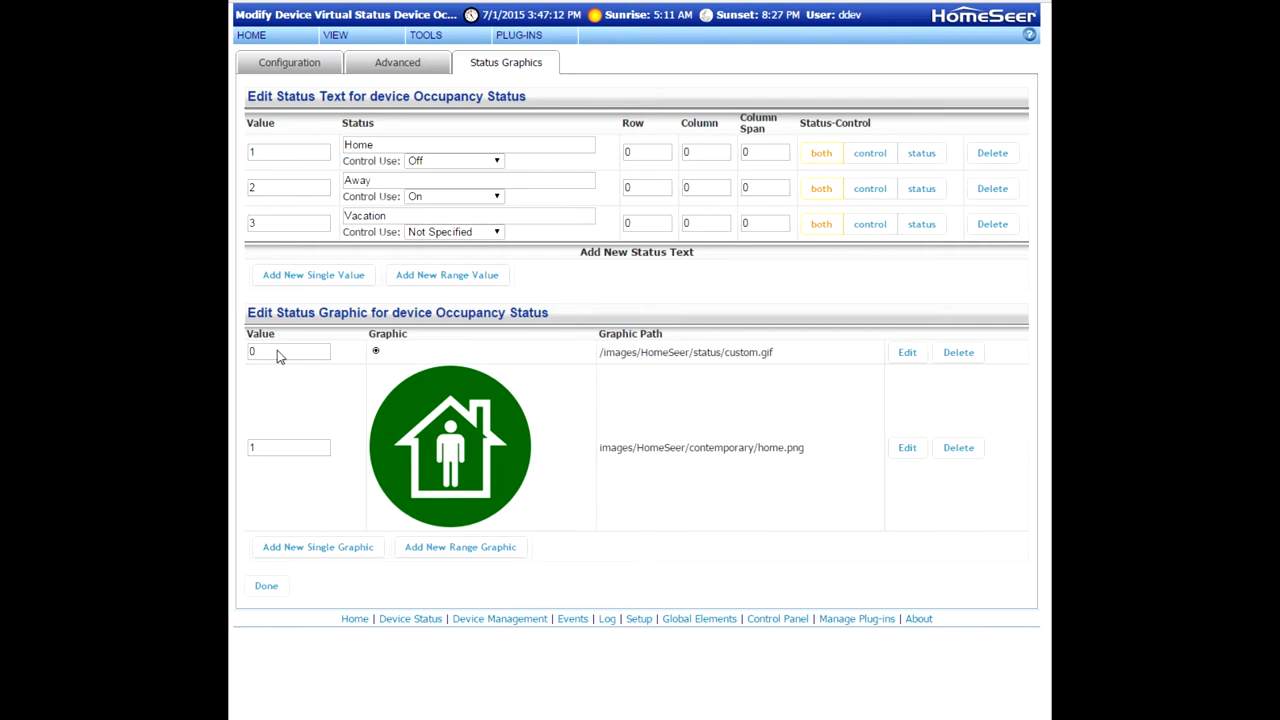 Modify Device Virtual Status Device Oc... 7/1/2015 3:47:12 PM Sunrise: 5:11 AM Sunset: 8:27 PM User: ddev HomeSeer
HOME VIEW TOOLS PLUG-INS ?
Configuration Advanced Status Graphics
Edit Status Text for device Occupancy Status
Value Status Row Column Column Span Status-Control
1 Home 0 0 0 both control status Delete
Control Use: Off
2 Away 0 0 0 both control status Delete
Control Use: On
3 Vacation 0 0 0 both control status Delete
Control Use: Not Specified
Add New Status Text
Add New Single Value Add New Range Value
Edit Status Graphic for device Occupancy Status
Value Graphic Graphic Path
0 /images/HomeSeer/status/custom.gif Edit Delete
1 images/HomeSeer/contemporary/home.png Edit Delete
Add New Single Graphic Add New Range Graphic
Done
Home | Device Status | Device Management | Events | Log | Setup | Global Elements | Control Panel | Manage Plug-ins | About